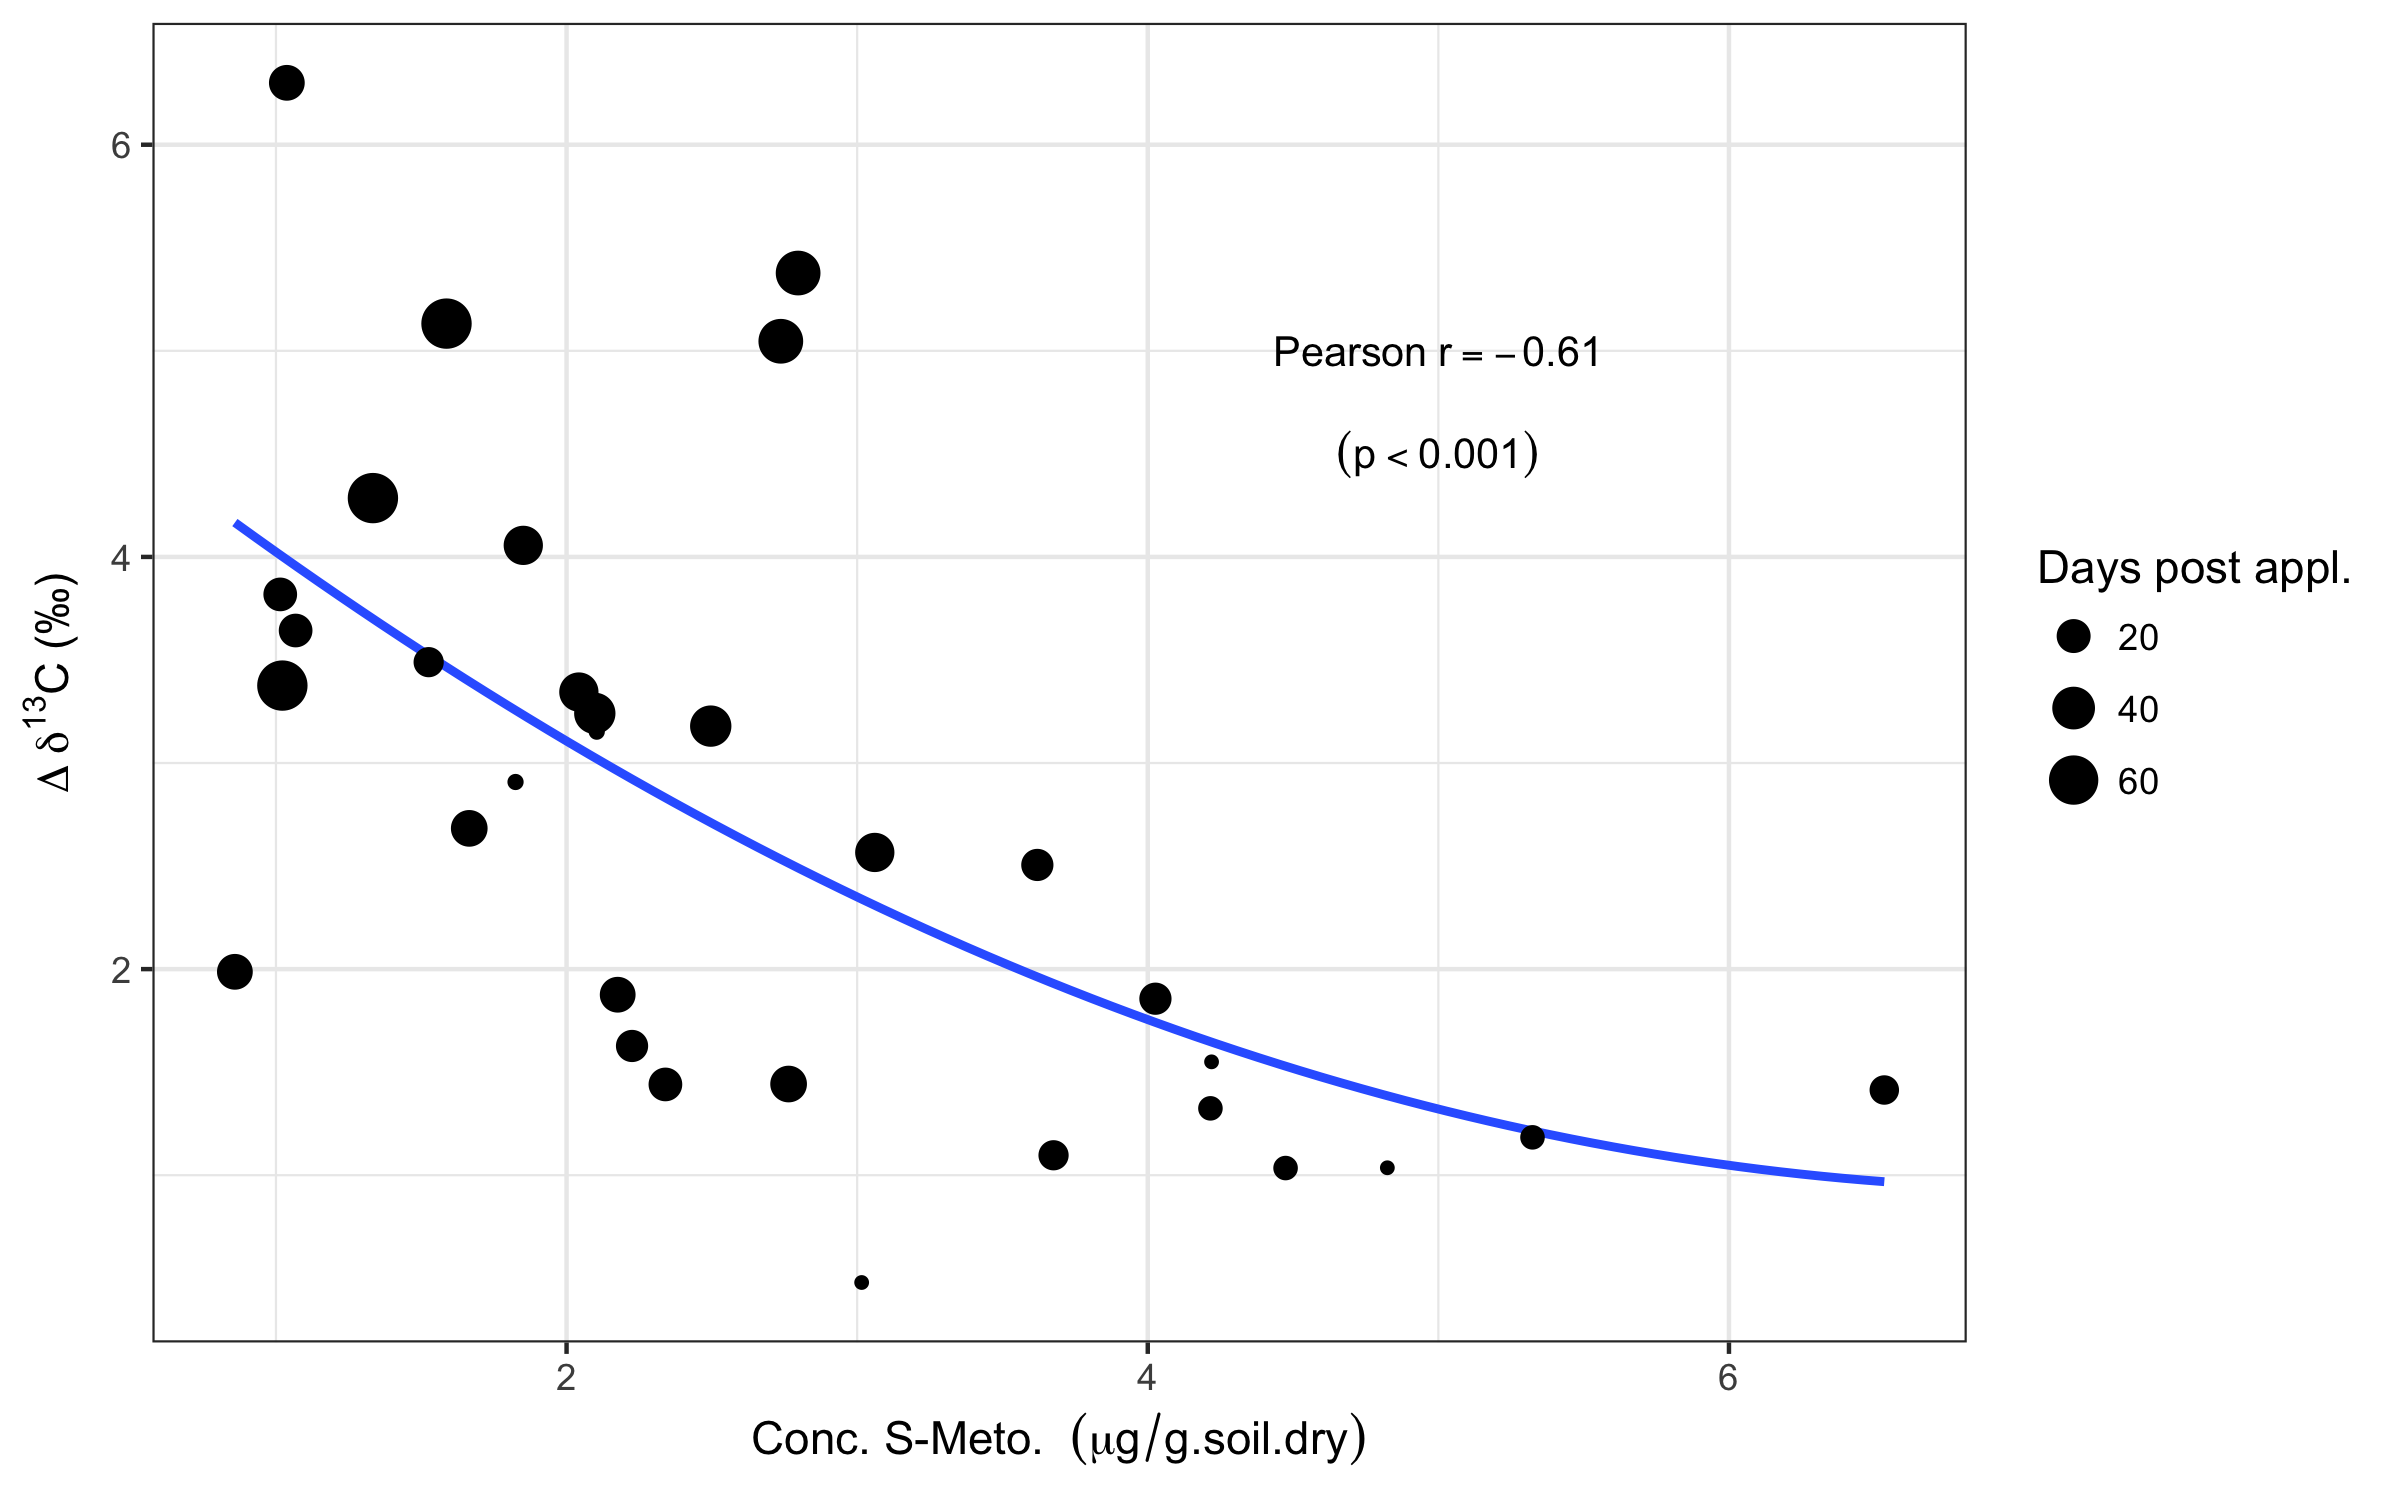 6
4
2
Δ δ¹³C (‰)
Pearson r = −0.61
(p < 0.001)
2 4 6
Conc. S-Meto. (μg/g.soil.dry)
Days post appl.
20
40
60